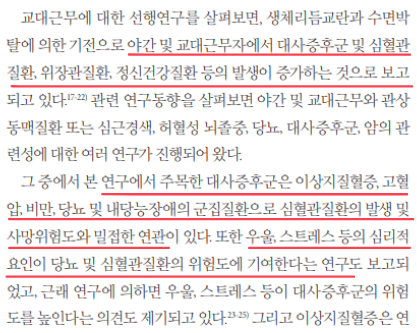 교대근무에 대한 선행연구를 살펴보면, 생체리듬교란과 수면박
탈에 의한 기전으로 야간 및 교대근무자에서 대사증후군 및 심혈관
질환, 위장관질환, 정신건강질환 등의 발생이 증가하는 것으로 보고
되고 있다.17-22) 관련 연구동향을 살펴보면 야간 및 교대근무와 관상
동맥질환 또는 심근경색, 허혈성 뇌졸중, 당뇨, 대사증후군, 암의 관
련성에 대한 여러 연구가 진행되어 왔다.
그 중에서 본 연구에서 주목한 대사증후군은 이상지질혈증, 고혈
압, 비만, 당뇨 및 내당능장애의 군집질환으로 심혈관질환의 발생 및
사망위험도와 밀접한 연관이 있다. 또한 우울, 스트레스 등의 심리적
요인이 당뇨 및 심혈관질환의 위험도에 기여한다는 연구도 보고되
었고, 근래 연구에 의하면 우울, 스트레스 등이 대사증후군의 위험
도를 높인다는 의견도 제기되고 있다.23-25) 그리고 이상지질혈증은 연